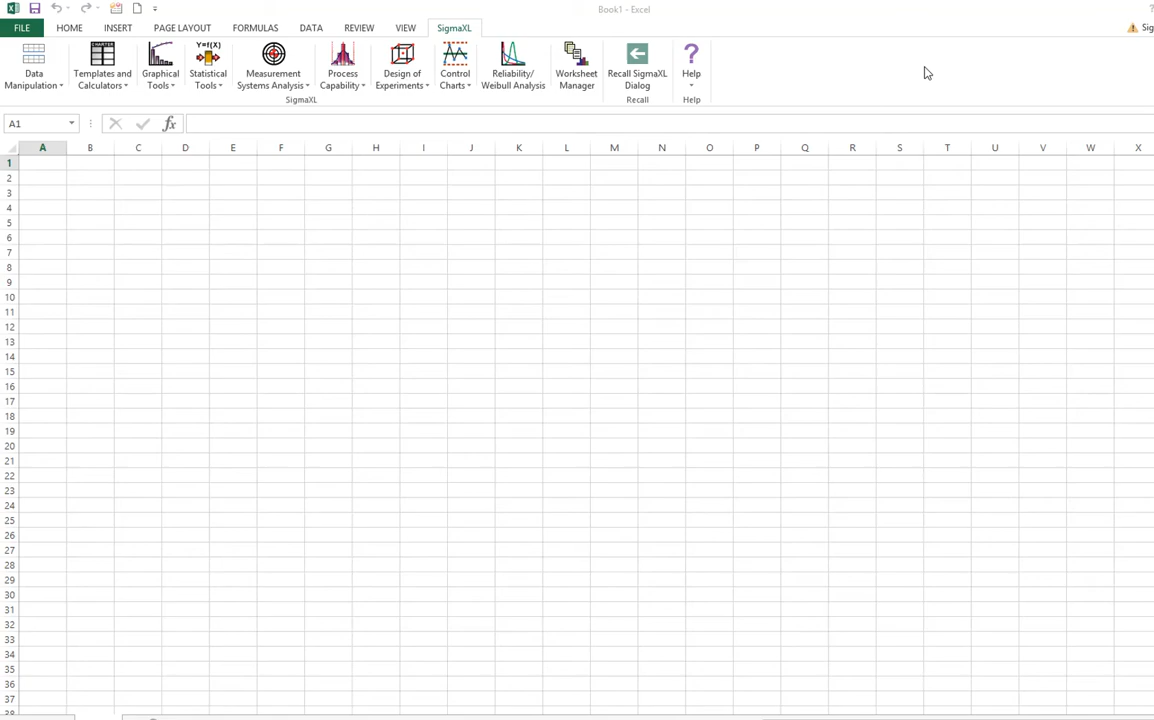 Book1 - Excel
FILE HOME INSERT PAGE LAYOUT FORMULAS DATA REVIEW VIEW SigmaXL Sig
Data Manipulation
Templates and Calculators
Graphical Tools
Statistical Tools
Measurement Systems Analysis
Process Capability
Design of Experiments
Control Charts
Reliability/ Weibull Analysis
Worksheet Manager
Recall SigmaXL Dialog
Help
CHARTER
Y=f(X)
SigmaXL Recall Help
A1 fx
A B C D E F G H I J K L M N O P Q R S T U V W X
1
2
3
4
5
6
7
8
9
10
11
12
13
14
15
16
17
18
19
20
21
22
23
24
25
26
27
28
29
30
31
32
33
34
35
36
37
38